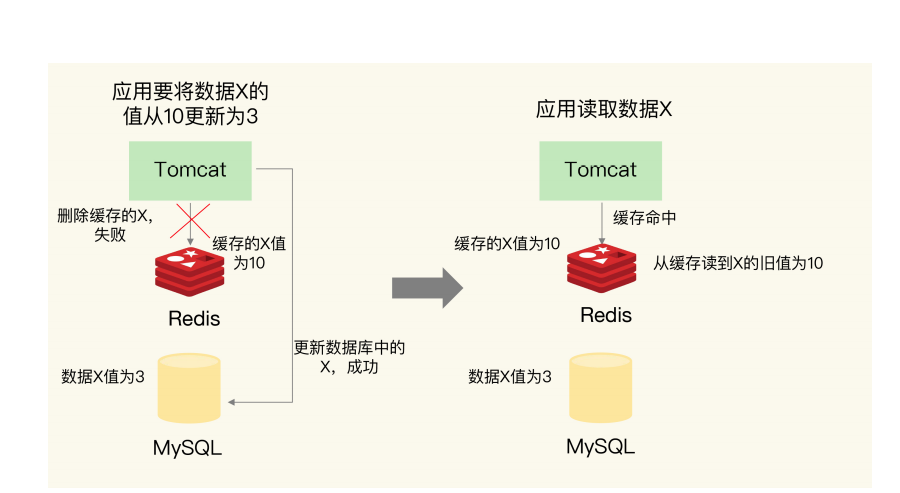 应用要将数据X的
值从10更新为3
Tomcat
删除缓存的X，
失败
缓存的X值
为10
Redis
更新数据库中的
X，成功
数据X值为3
MySQL
应用读取数据X
Tomcat
缓存命中
缓存的X值为10
从缓存读到X的旧值为10
Redis
数据X值为3
MySQL